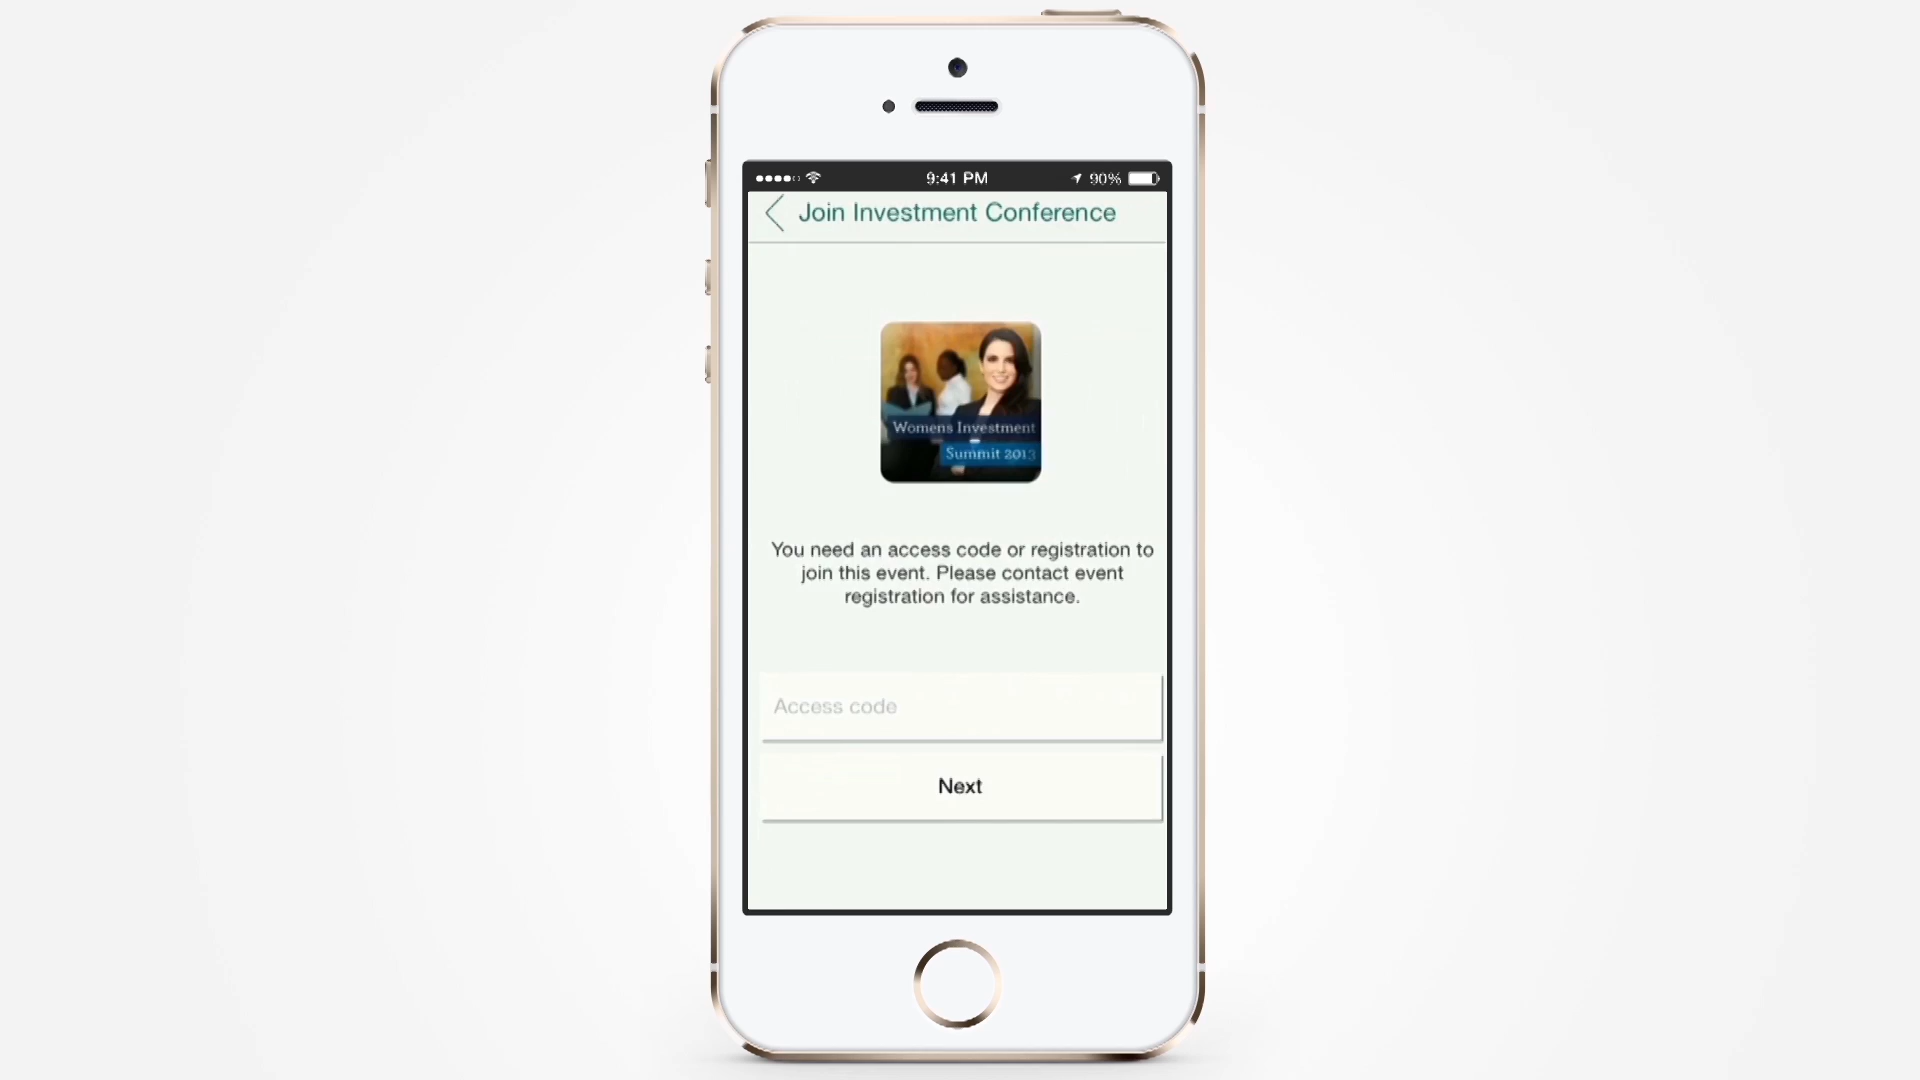 9:41 PM 90%
Join Investment Conference
Womens Investment
Summit 2013
You need an access code or registration to
join this event. Please contact event
registration for assistance.
Access code
Next